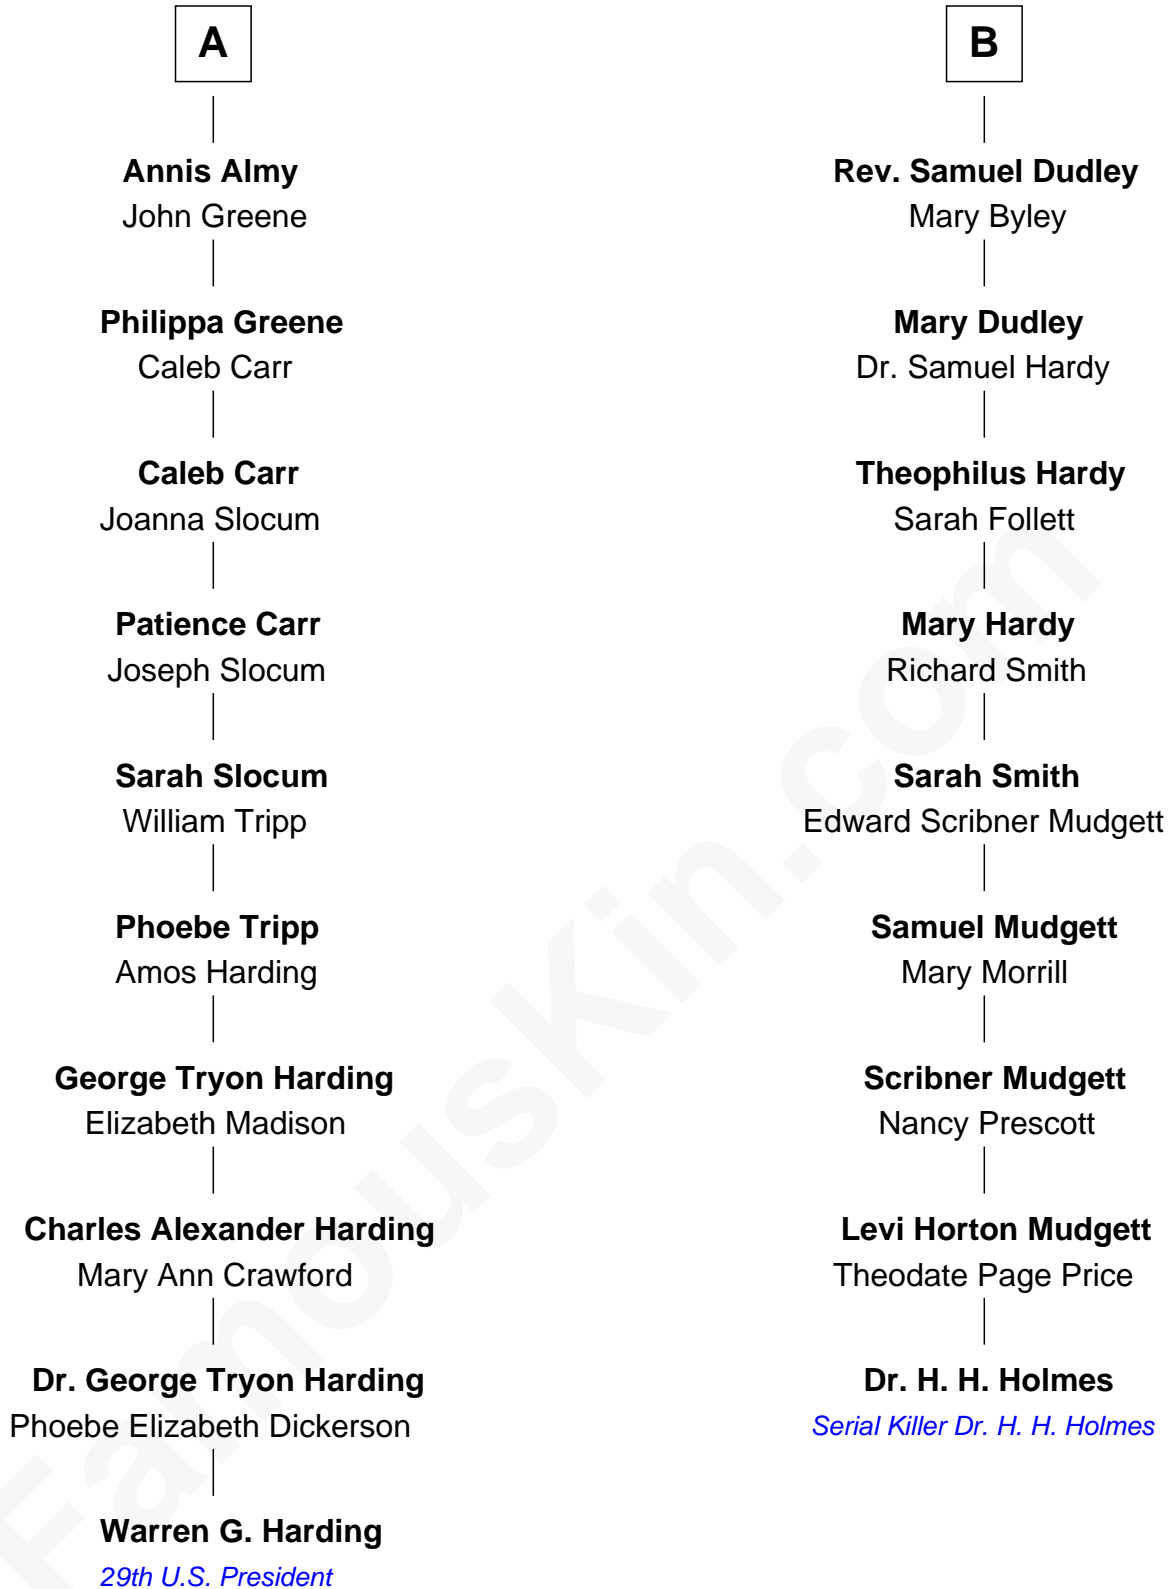 A
Annis Almy
John Greene
Philippa Greene
Caleb Carr
Caleb Carr
Joanna Slocum
Patience Carr
Joseph Slocum
Sarah Slocum
William Tripp
Phoebe Tripp
Amos Harding
George Tryon Harding
Elizabeth Madison
Charles Alexander Harding
Mary Ann Crawford
Dr. George Tryon Harding
Phoebe Elizabeth Dickerson
Warren G. Harding
29th U.S. President
B
Rev. Samuel Dudley
Mary Byley
Mary Dudley
Dr. Samuel Hardy
Theophilus Hardy
Sarah Follett
Mary Hardy
Richard Smith
Sarah Smith
Edward Scribner Mudgett
Samuel Mudgett
Mary Morrill
Scribner Mudgett
Nancy Prescott
Levi Horton Mudgett
Theodate Page Price
Dr. H. H. Holmes
Serial Killer Dr. H. H. Holmes
FamousKin.com